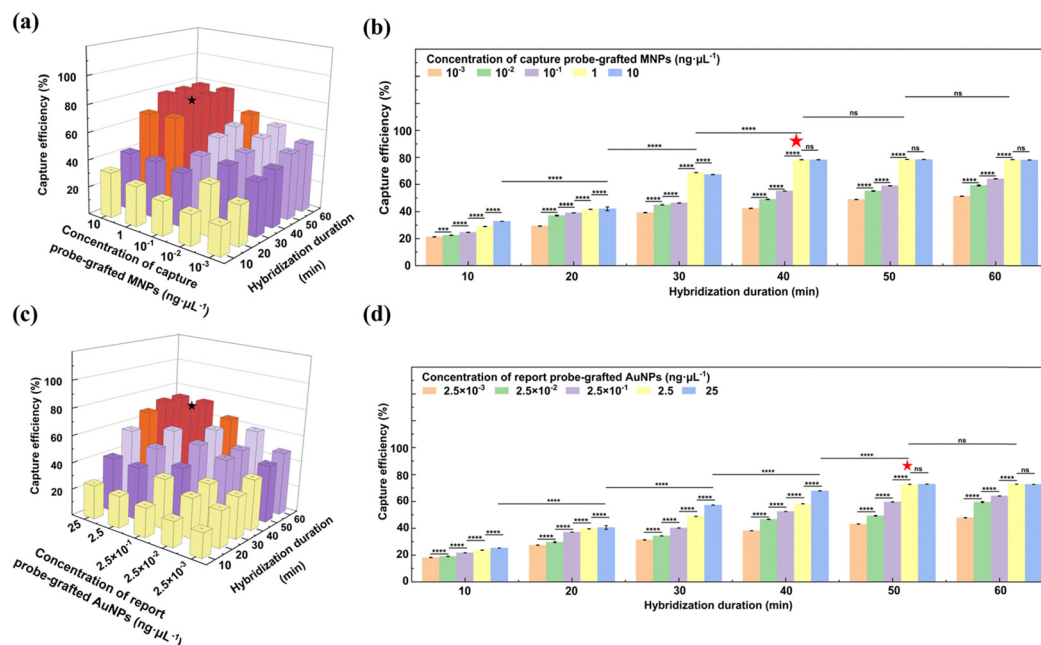 (a)
Capture efficiency (%)
100
80
60
40
20
10
1
10-1
10-2
10-3
Concentration of capture
probe-grafted MNPs (ng·μL-1)
10
20
30
40
50
60
Hybridization duration
(min)
(b)
Concentration of capture probe-grafted MNPs (ng·μL-1)
10-3 10-2 10-1 1 10
Capture efficiency (%)
100
80
60
40
20
0
ns
ns
****
****
****
*** **** **** ****
**** **** **** ****
**** **** **** ****
**** **** **** ns
**** **** **** ns
**** **** **** ns
10 20 30 40 50 60
Hybridization duration (min)
(c)
Capture efficiency (%)
100
80
60
40
20
25
2.5
2.5×10-1
2.5×10-2
2.5×10-3
Concentration of report
probe-grafted AuNPs (ng·μL-1)
10
20
30
40
50
60
Hybridization duration
(min)
(d)
Concentration of report probe-grafted AuNPs (ng·μL-1)
2.5×10-3 2.5×10-2 2.5×10-1 2.5 25
Capture efficiency (%)
100
80
60
40
20
0
ns
****
****
****
****
**** **** **** ****
**** **** **** ****
**** **** **** ****
**** **** **** ****
**** **** **** ns
**** **** **** ns
10 20 30 40 50 60
Hybridization duration (min)